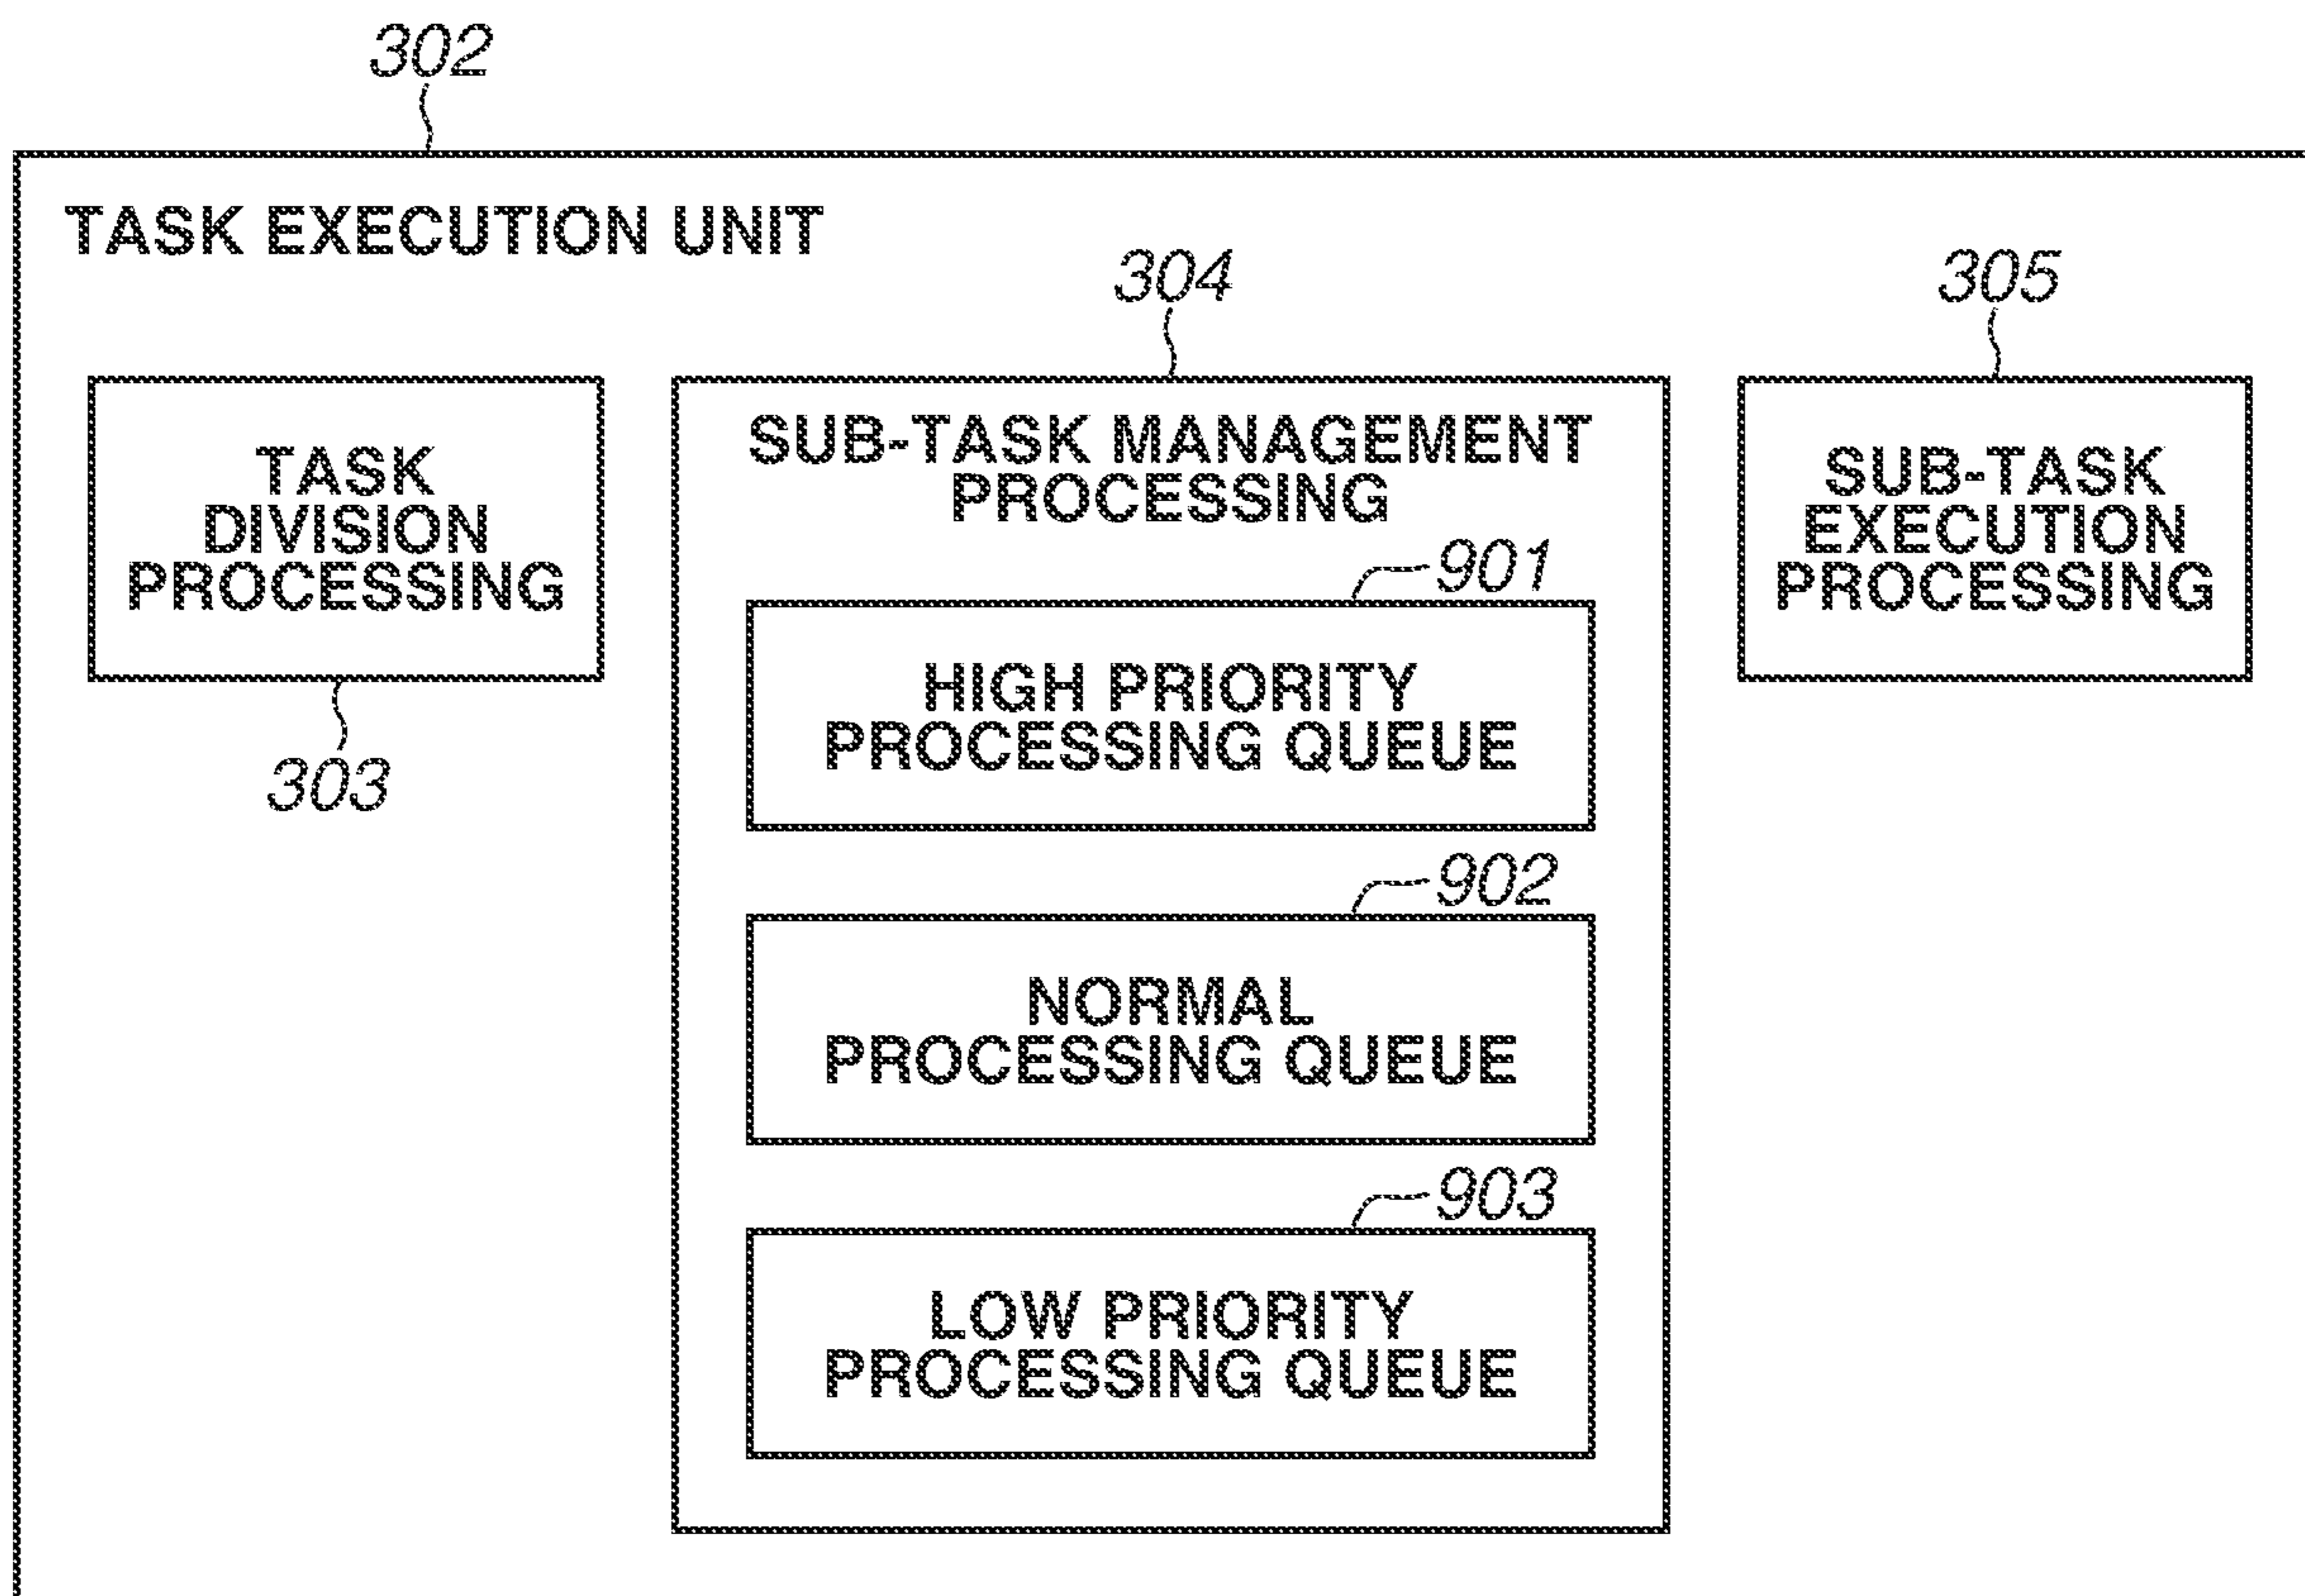 302
TASK EXECUTION UNIT
304
305
TASK
DIVISION
PROCESSING
303
SUB-TASK MANAGEMENT
PROCESSING
901
HIGH PRIORITY
PROCESSING QUEUE
902
NORMAL
PROCESSING QUEUE
903
LOW PRIORITY
PROCESSING QUEUE
SUB-TASK
EXECUTION
PROCESSING